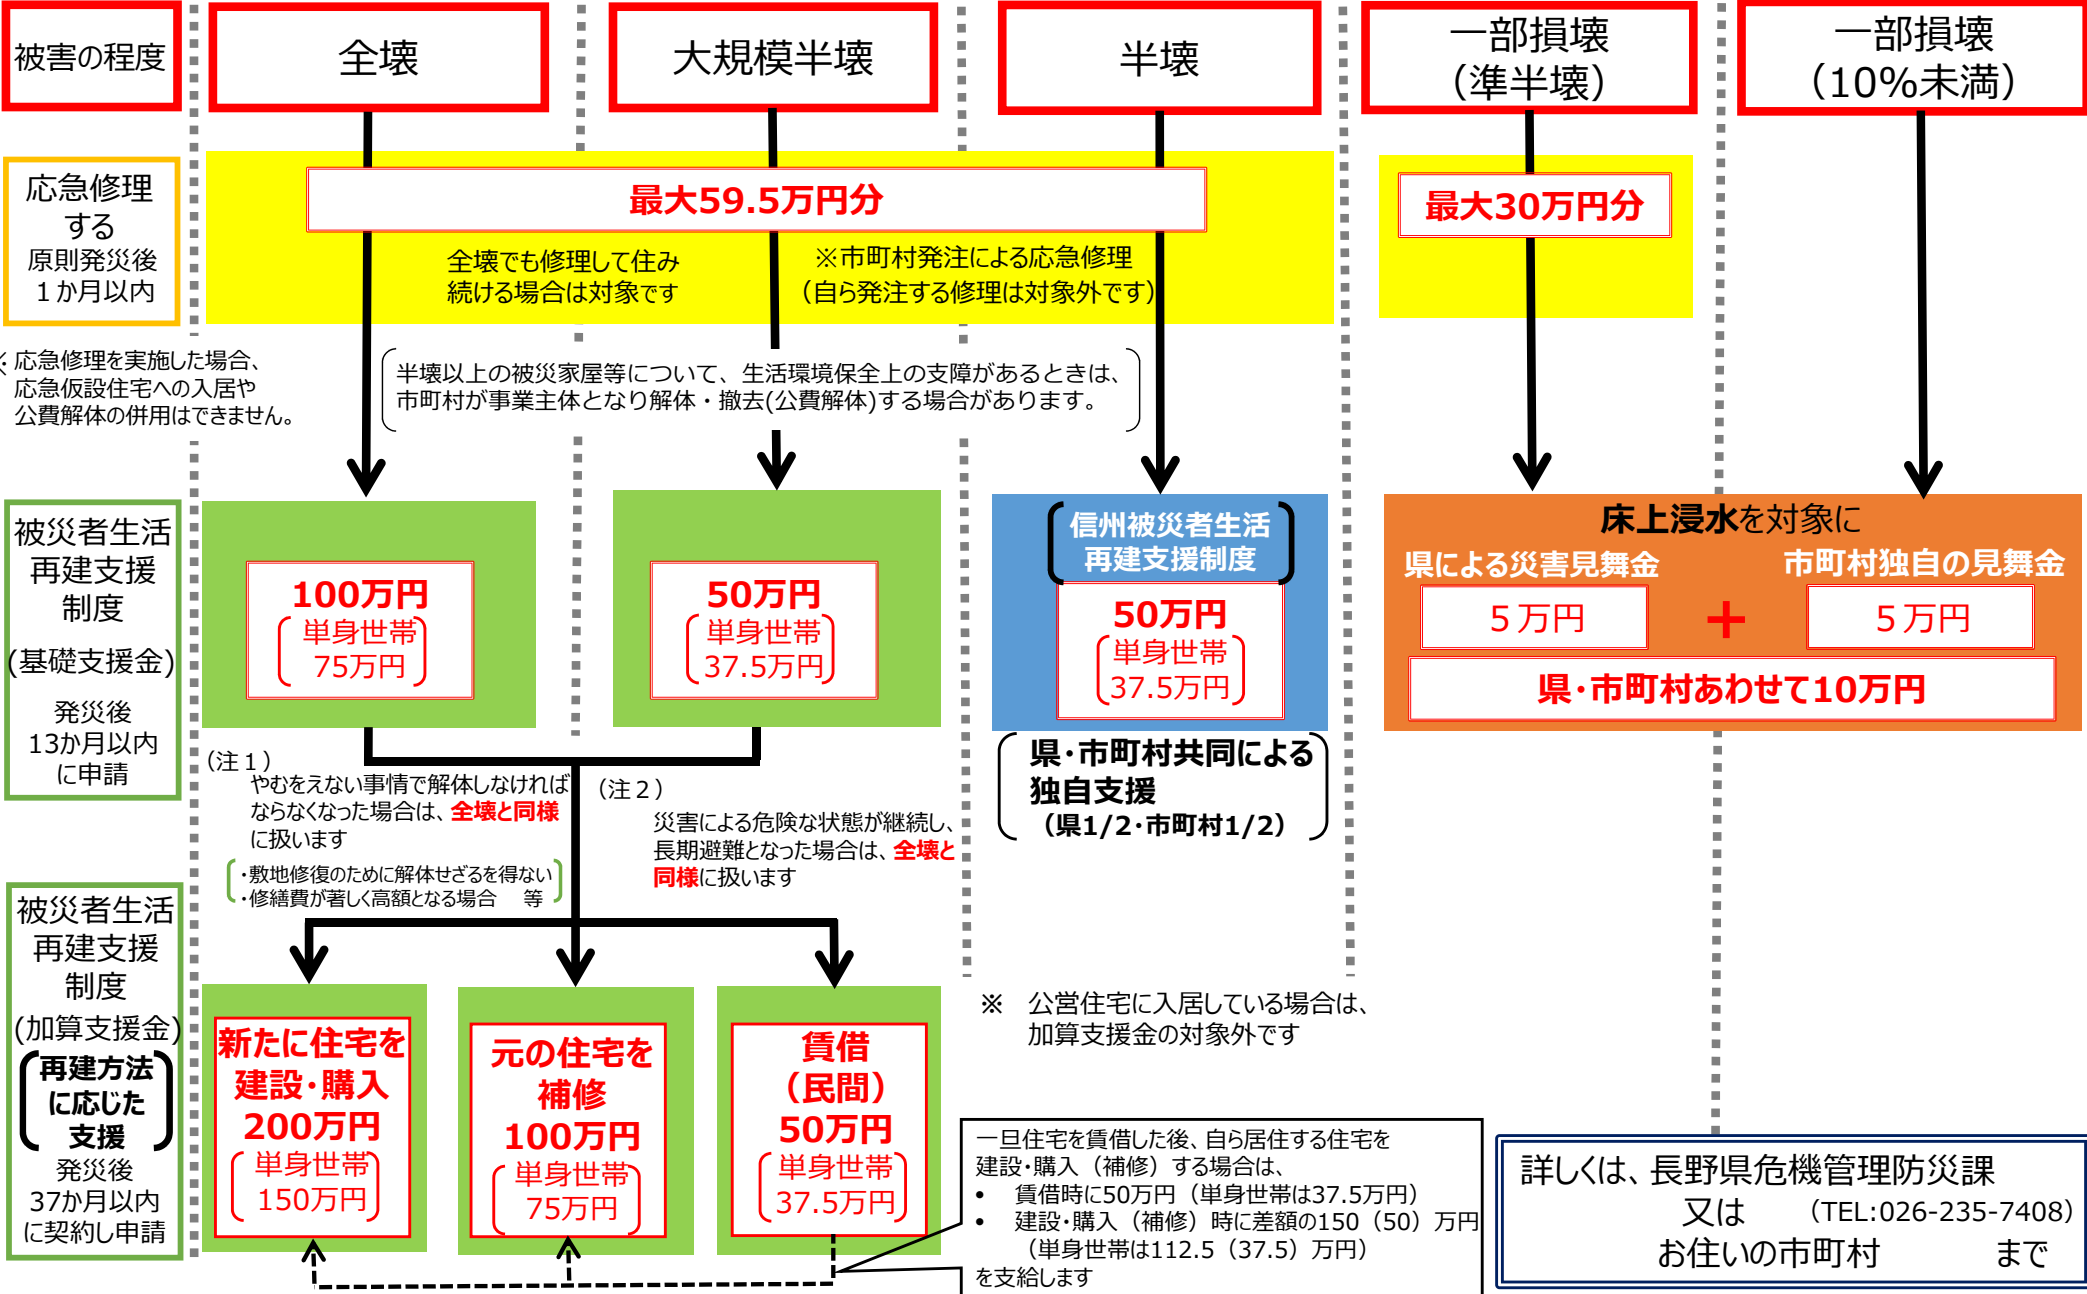 被害の程度
全壊
大規模半壊
半壊
一部損壊
(準半壊)
一部損壊
（10%未満）
応急修理
する
原則発災後
１か月以内
最大59.5万円分
全壊でも修理して住み
続ける場合は対象です
※市町村発注による応急修理
（自ら発注する修理は対象外です）
最大30万円分
※ 応急修理を実施した場合、
応急仮設住宅への入居や
公費解体の併用はできません。
半壊以上の被災家屋等について、生活環境保全上の支障があるときは、
市町村が事業主体となり解体・撤去(公費解体)する場合があります。
被災者生活
再建支援
制度
(基礎支援金)
発災後
13か月以内
に申請
100万円
単身世帯
75万円
50万円
単身世帯
37.5万円
信州被災者生活
再建支援制度
50万円
単身世帯
37.5万円
県・市町村共同による
独自支援
（県1/2・市町村1/2）
床上浸水を対象に
県による災害見舞金
市町村独自の見舞金
５万円
+
５万円
県・市町村あわせて10万円
（注１）
やむをえない事情で解体しなければ
ならなくなった場合は、全壊と同様
に扱います
・敷地修復のために解体せざるを得ない
・修繕費が著しく高額となる場合　等
（注２）
災害による危険な状態が継続し、
長期避難となった場合は、全壊と
同様に扱います
被災者生活
再建支援
制度
(加算支援金)
再建方法
に応じた
支援
発災後
37か月以内
に契約し申請
新たに住宅を
建設・購入
200万円
単身世帯
150万円
元の住宅を
補修
100万円
単身世帯
75万円
賃借
（民間）
50万円
単身世帯
37.5万円
※　公営住宅に入居している場合は、
加算支援金の対象外です
一旦住宅を賃借した後、自ら居住する住宅を
建設・購入（補修）する場合は、
• 賃借時に50万円（単身世帯は37.5万円）
• 建設・購入（補修）時に差額の150（50）万円
（単身世帯は112.5（37.5）万円）
を支給します
詳しくは、長野県危機管理防災課
又は　（TEL:026-235-7408）
お住いの市町村　まで